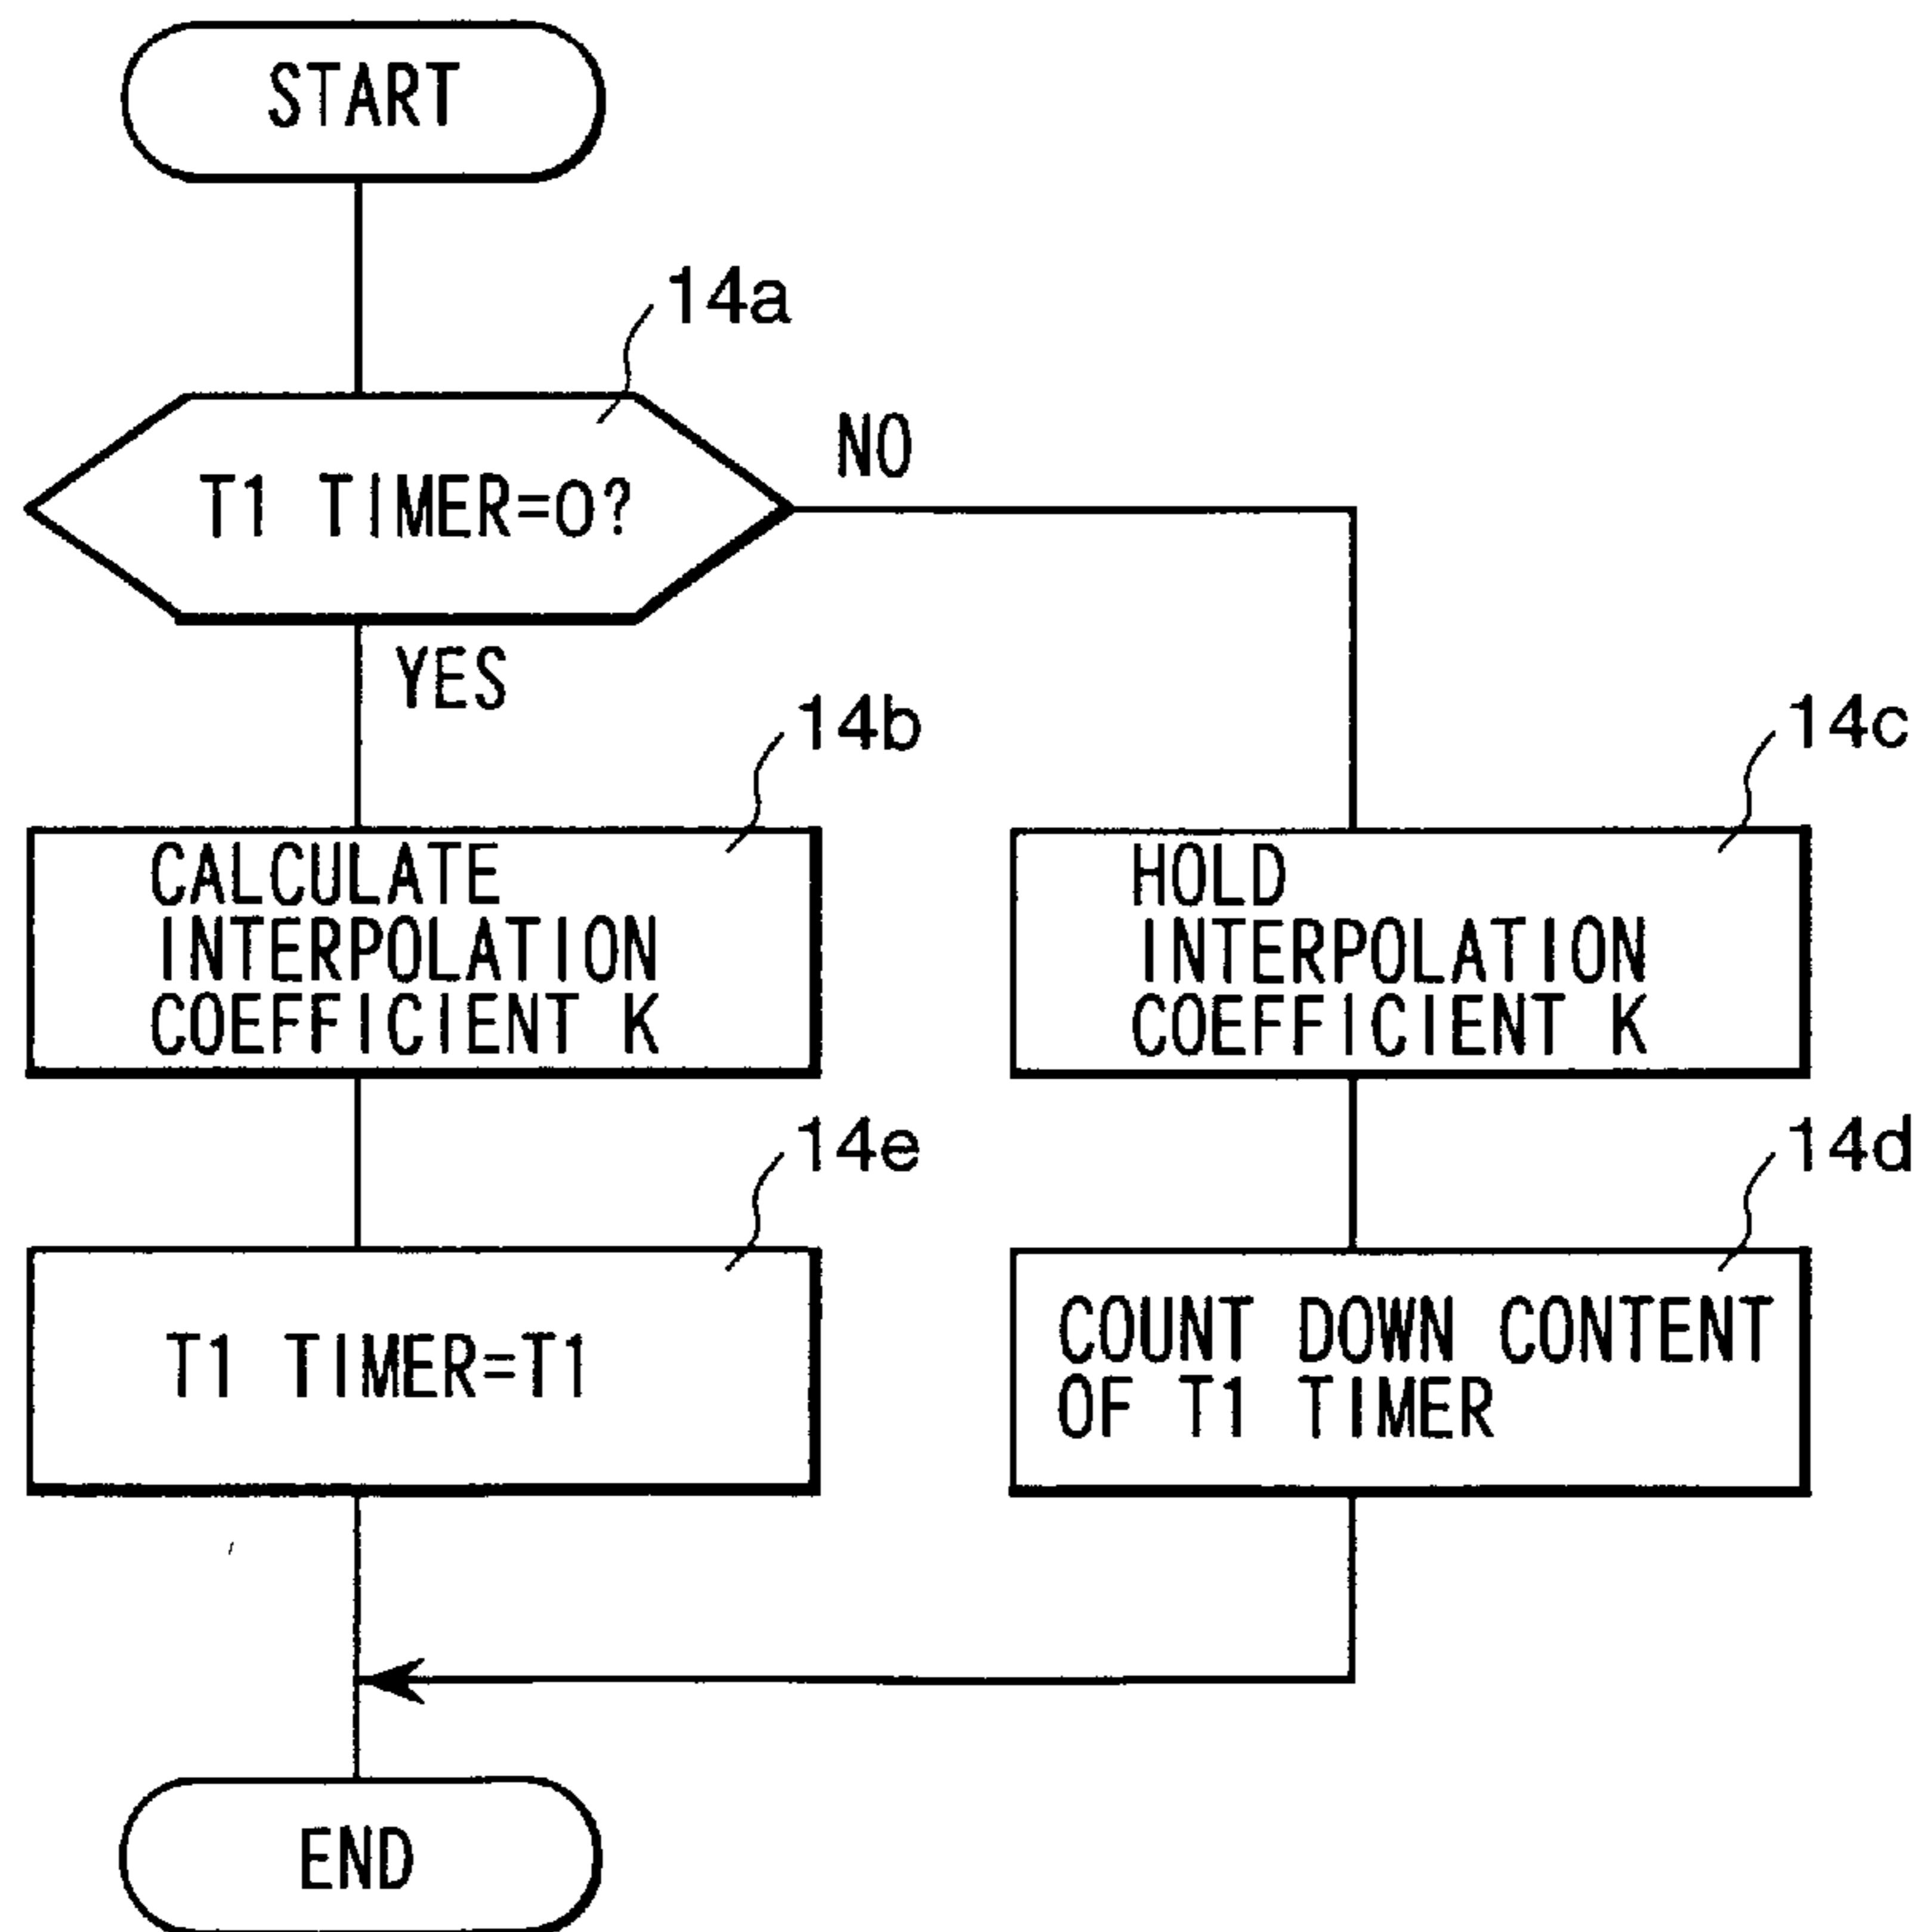 START
14a
NO
T1 TIMER=0?
YES
14b
14c
CALCULATE
INTERPOLATION
COEFFICIENT K
HOLD
INTERPOLATION
COEFFICIENT K
14e
14d
T1 TIMER=T1
COUNT DOWN CONTENT
OF T1 TIMER
END